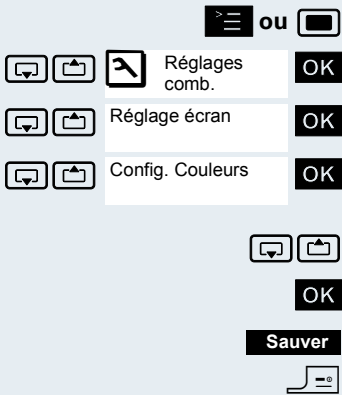 ou
Réglages
comb.
OK
Réglage écran
OK
Config. Couleurs
OK
OK
Sauver